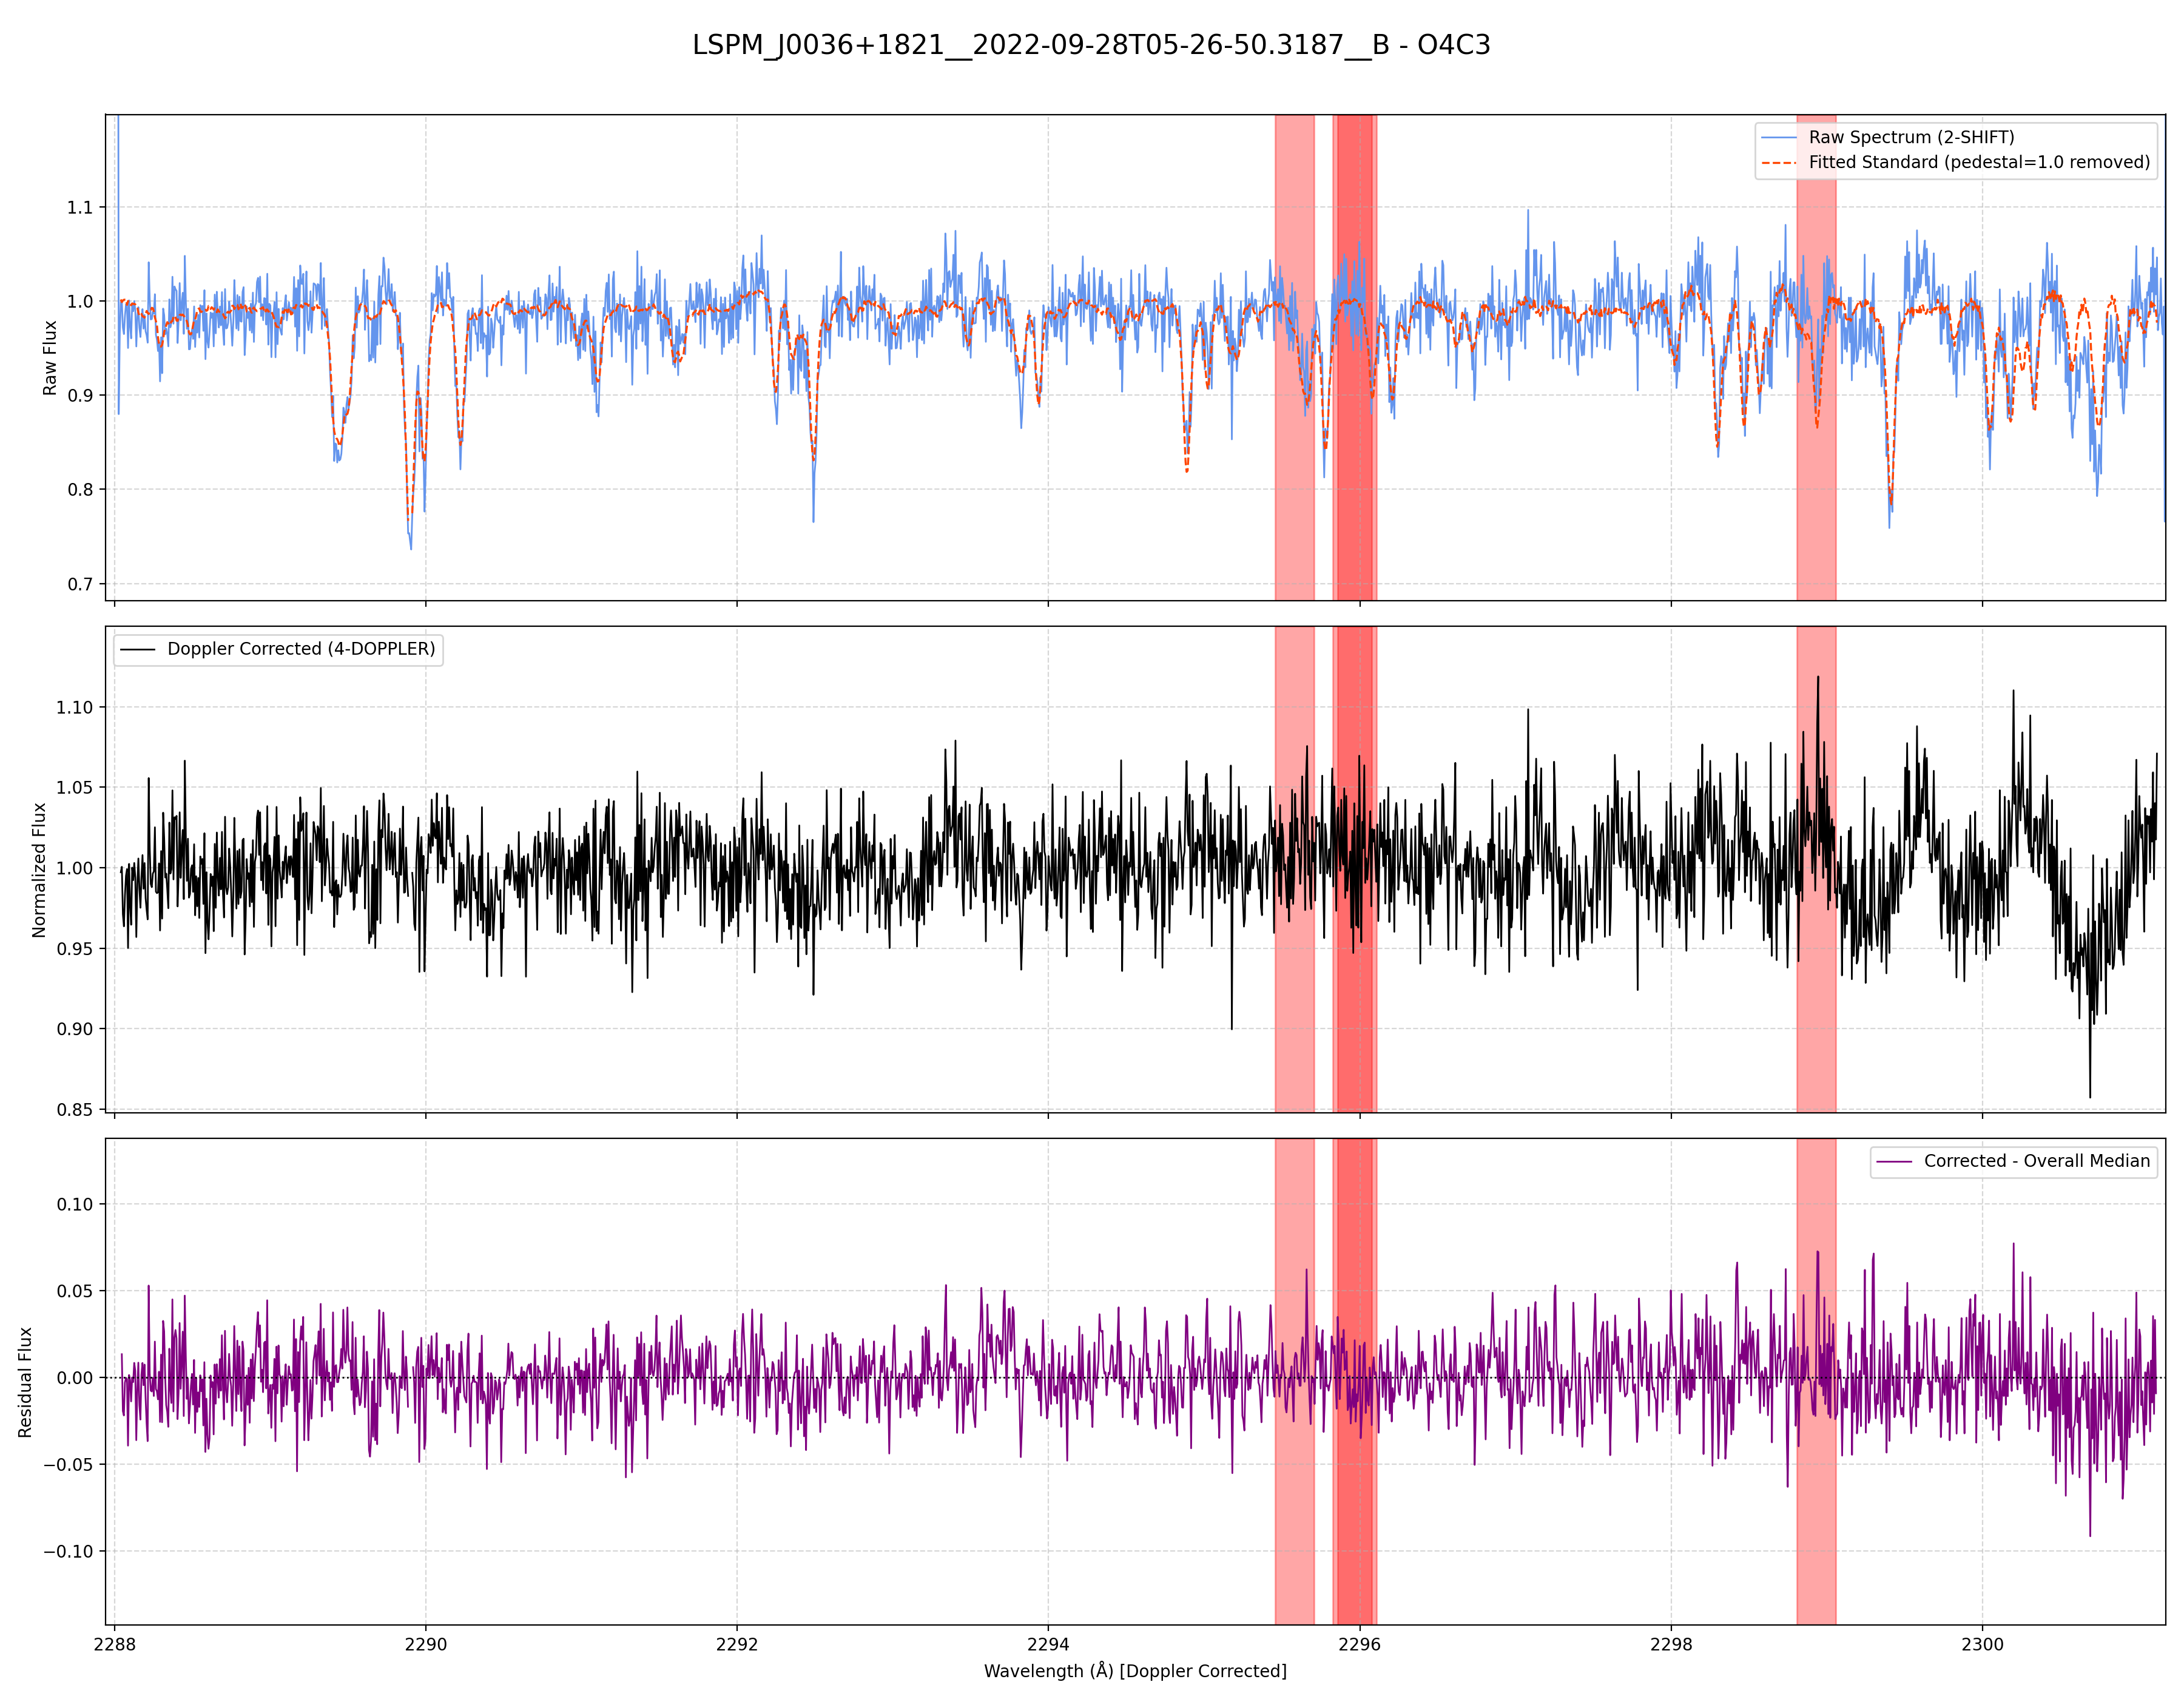 LSPM_J0036+1821__2022-09-28T05-26-50.3187__B - O4C3
Raw Spectrum (2-SHIFT)
Fitted Standard (pedestal=1.0 removed)
Raw Flux
1.1
1.0
0.9
0.8
0.7
Doppler Corrected (4-DOPPLER)
Normalized Flux
1.10
1.05
1.00
0.95
0.90
0.85
Corrected - Overall Median
Residual Flux
0.10
0.05
0.00
−0.05
−0.10
2288 2290 2292 2294 2296 2298 2300
Wavelength (Å) [Doppler Corrected]